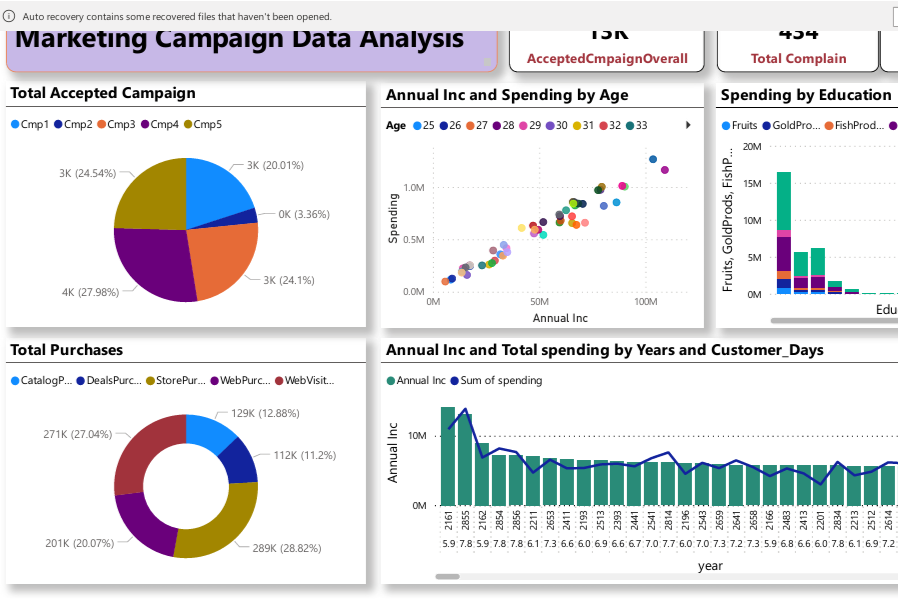 Auto recovery contains some recovered files that haven't been opened.
Marketing Campaign Data Analysis
13K
AcceptedCmpaignOverall
434
Total Complain
Total Accepted Campaign
Cmp1 Cmp2 Cmp3 Cmp4 Cmp5
3K (20.01%)
3K (24.54%)
0K (3.36%)
3K (24.1%)
4K (27.98%)
Annual Inc and Spending by Age
Age 25 26 27 28 29 30 31 32 33
Spending
1.0M
0.5M
0.0M
0M 50M 100M
Annual Inc
Spending by Education
Fruits GoldPro... FishProd...
Fruits, GoldProds, FishP...
20M
15M
10M
5M
0M
Edu
Total Purchases
CatalogP... DealsPurc... StorePur... WebPurc... WebVisit...
129K (12.88%)
271K (27.04%)
112K (11.2%)
201K (20.07%)
289K (28.82%)
Annual Inc and Total spending by Years and Customer_Days
Annual Inc Sum of spending
Annual Inc
10M
0M
2161 2855 2162 2854 2856 2211 2653 2411 2193 2513 2393 2441 2541 2814 2196 2543 2659 2641 2658 2166 2483 2413 2201 2834 2213 2512 2614
5.9 7.8 5.9 7.8 7.8 6.1 7.3 6.6 6.0 6.9 6.6 6.7 7.0 7.7 6.0 7.0 7.3 7.2 7.3 5.9 6.8 6.6 6.0 7.8 6.1 6.9 7.2
year